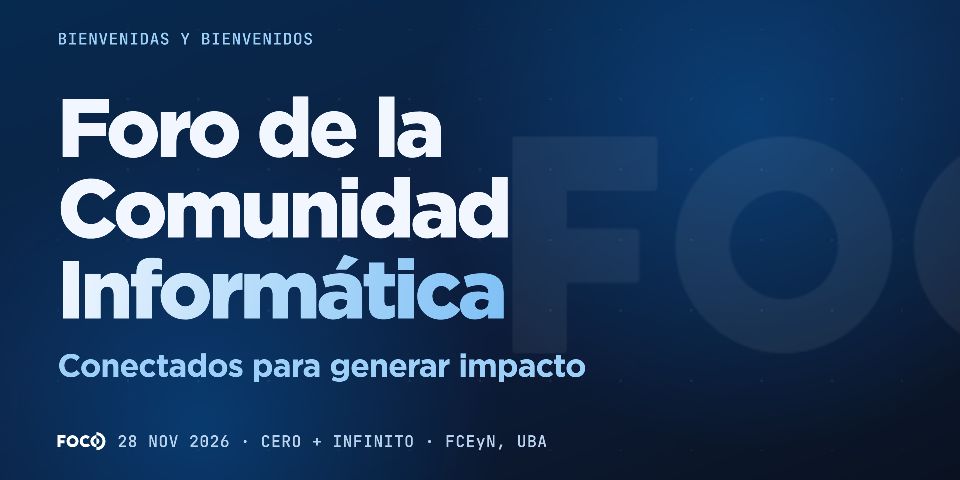 BIENVENIDAS Y BIENVENIDOS
Foro de la
Comunidad
Informática
Conectados para generar impacto
FOCO 28 NOV 2026 · CERO + INFINITO · FCEyN, UBA
FOC